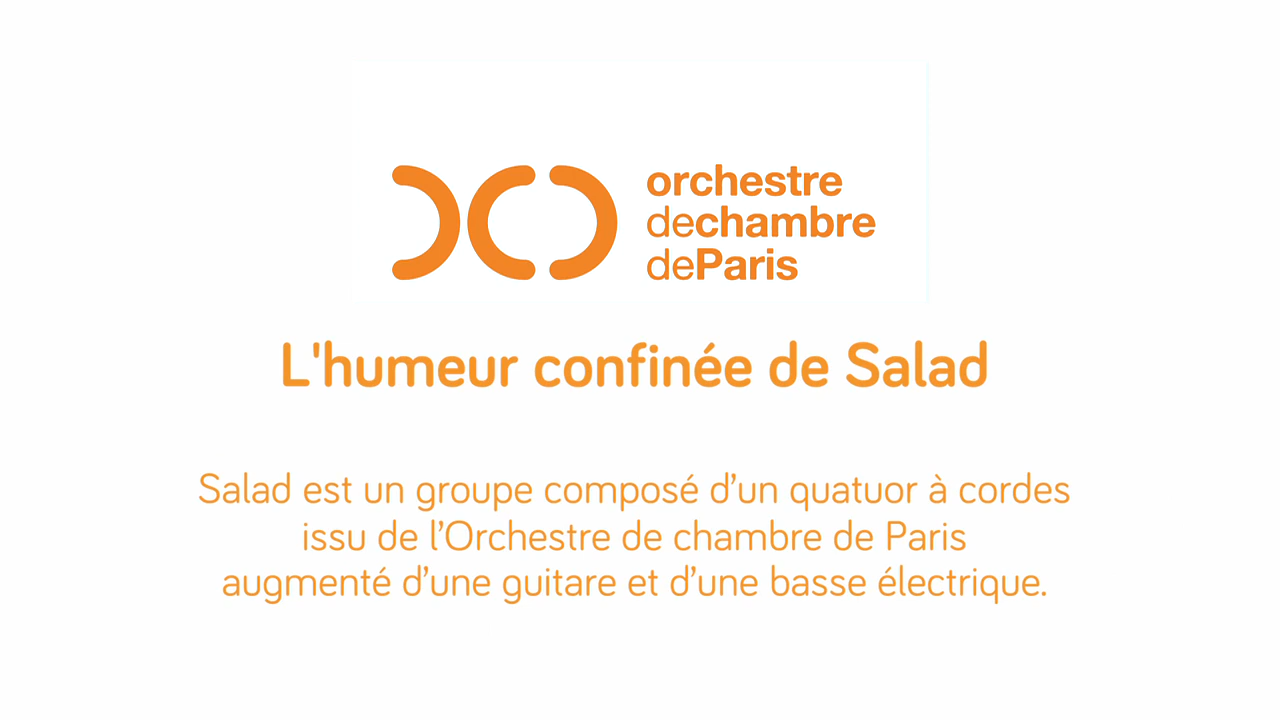 orchestre
dechambre
deParis
L'humeur confinée de Salad
Salad est un groupe composé d’un quatuor à cordes
issu de l’Orchestre de chambre de Paris
augmenté d’une guitare et d’une basse électrique.